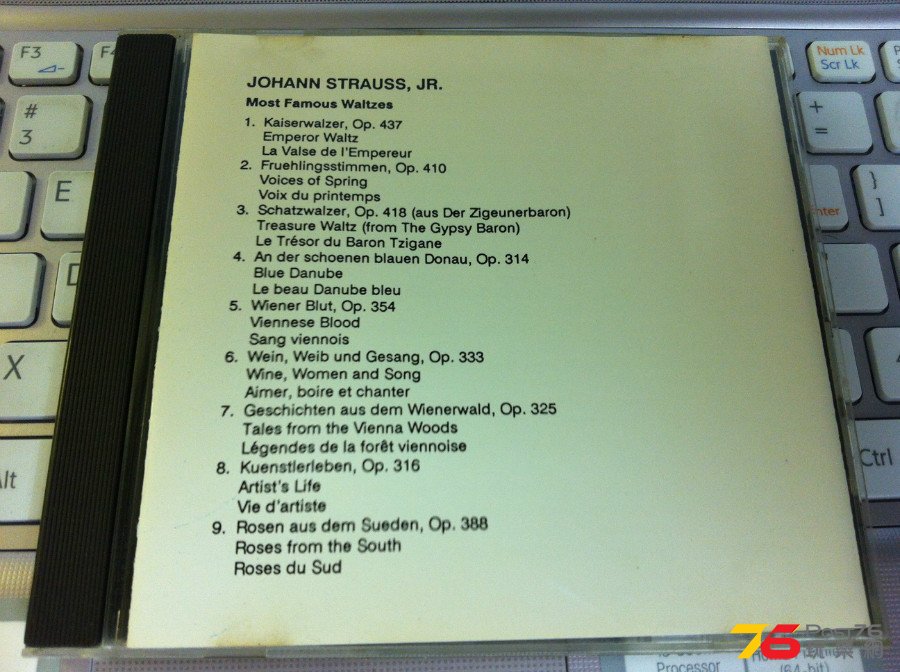 JOHANN STRAUSS, JR.
Most Famous Waltzes
1. Kaiserwalzer, Op. 437
Emperor Waltz
La Valse de l'Empereur
2. Fruehlingsstimmen, Op. 410
Voices of Spring
Voix du printemps
3. Schatzwalzer, Op. 418 (aus Der Zigeunerbaron)
Treasure Waltz (from The Gypsy Baron)
Le Trésor du Baron Tzigane
4. An der schoenen blauen Donau, Op. 314
Blue Danube
Le beau Danube bleu
5. Wiener Blut, Op. 354
Viennese Blood
Sang viennois
6. Wein, Weib und Gesang, Op. 333
Wine, Women and Song
Aimer, boire et chanter
7. Geschichten aus dem Wienerwald, Op. 325
Tales from the Vienna Woods
Légendes de la forêt viennoise
8. Kuenstlerleben, Op. 316
Artist's Life
Vie d'artiste
9. Rosen aus dem Sueden, Op. 388
Roses from the South
Roses du Sud
F3
F4
Num Lk
Scr Lk
#
3
+
=
E
}
]
X
Ctrl
76
Post76
Processor
(64-bit)